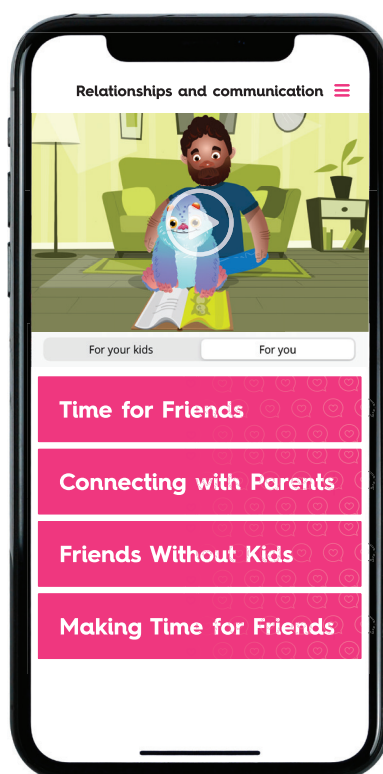 Relationships and communication
For your kids
For you
Time for Friends
Connecting with Parents
Friends Without Kids
Making Time for Friends